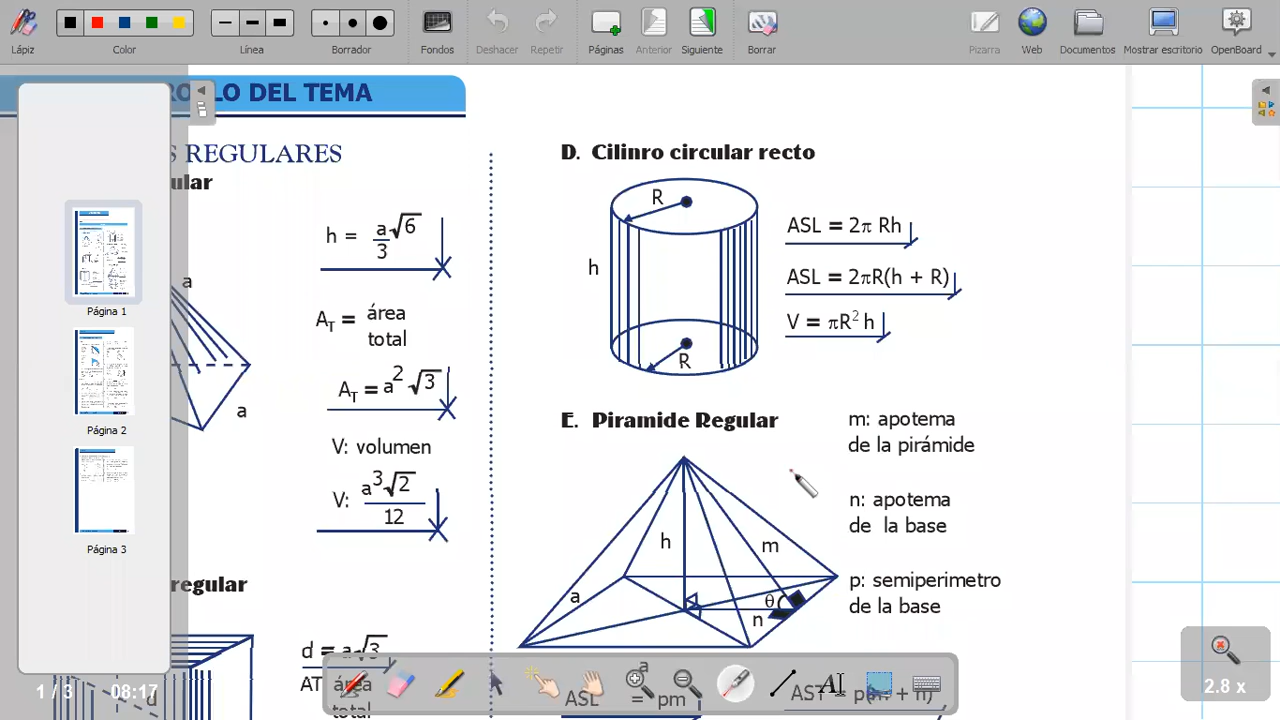 Lápiz
Color
Línea
Borrador
Fondos
Deshacer
Repetir
Páginas
Anterior
Siguiente
Borrar
Pizarra
Web
Documentos
Mostrar escritorio
OpenBoard
LO DEL TEMA
S REGULARES
ular
a
a
h = a√6
3
A_T = área
total
A_T = a²√3
V: volumen
V: a³√2
12
regular
d = a√3
AT área
total
d
D. Cilinro circular recto
R
h
R
ASL = 2π Rh
ASL = 2πR(h + R)
V = πR² h
E. Piramide Regular
h
m
a
θ
n
a
m: apotema
de la pirámide
n: apotema
de la base
p: semiperimetro
de la base
ASL = pm
AST p(m + n)
Página 1
Página 2
Página 3
1 / 3 08:17
2.8 x